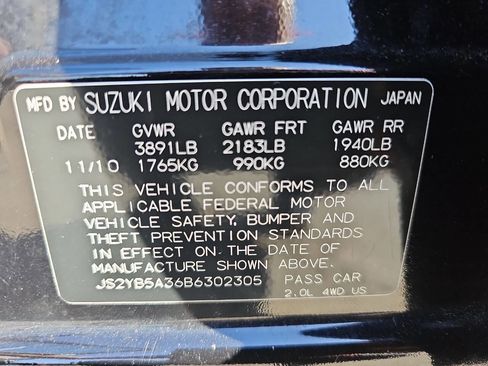 MFD BY SUZUKI MOTOR CORPORATION JAPAN
DATE GVWR GAWR FRT GAWR RR
3891LB 2183LB 1940LB
11/10 1765KG 990KG 880KG
THIS VEHICLE CONFORMS TO ALL
APPLICABLE FEDERAL MOTOR
VEHICLE SAFETY, BUMPER AND
THEFT PREVENTION STANDARDS
IN EFFECT ON THE DATE OF
MANUFACTURE SHOWN ABOVE.
JS2YB5A36B6302305 PASS CAR
2.0L 4WD US